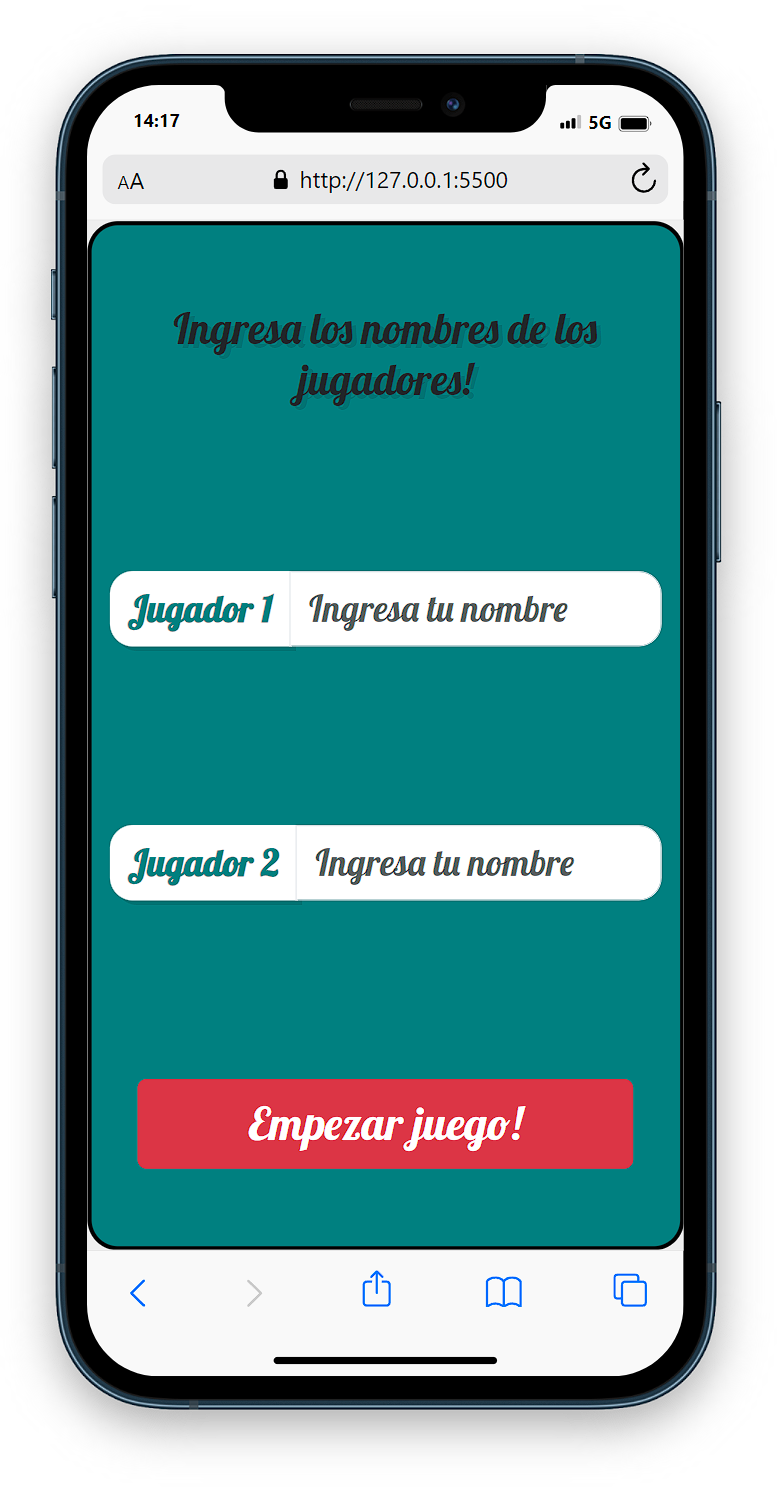 14:17
5G
AA http://127.0.0.1:5500
Ingresa los nombres de los
jugadores!
Jugador 1 Ingresa tu nombre
Jugador 2 Ingresa tu nombre
Empezar juego!